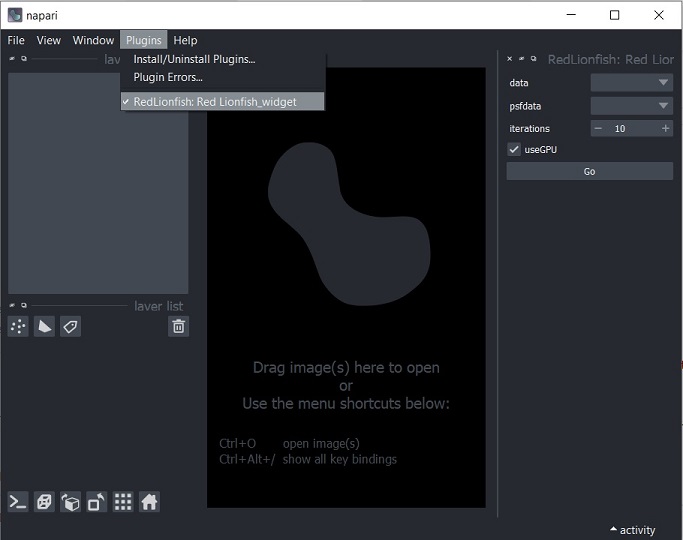 napari
File View Window Plugins Help
Install/Uninstall Plugins...
Plugin Errors...
RedLionfish: Red Lionfish_widget
RedLionfish: Red Lior
data
psfdata
iterations 10
useGPU
Go
layer list
Drag image(s) here to open
or
Use the menu shortcuts below:
Ctrl+O open image(s)
Ctrl+Alt+/ show all key bindings
activity